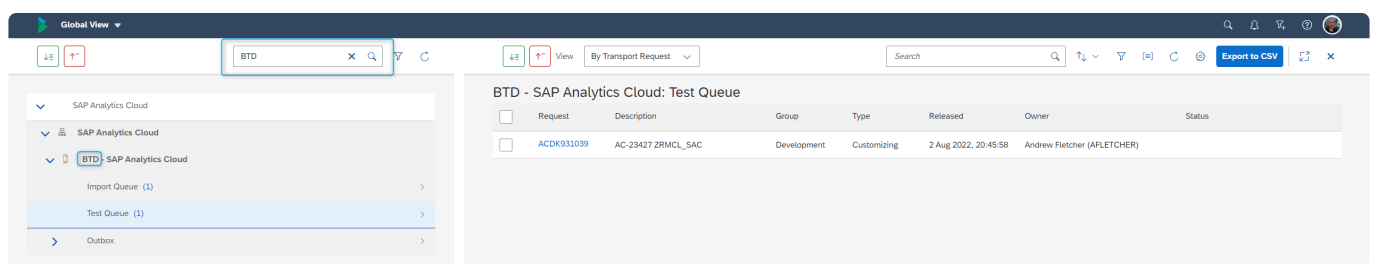 Global View
BTD
View By Transport Request
Search
Export to CSV
SAP Analytics Cloud
SAP Analytics Cloud
BTD - SAP Analytics Cloud
Import Queue (1)
Test Queue (1)
Outbox
BTD - SAP Analytics Cloud: Test Queue
Request Description Group Type Released Owner Status
ACDK931039 AC-23427 ZRMCL_SAC Development Customizing 2 Aug 2022, 20:45:58 Andrew Fletcher (AFLETCHER)